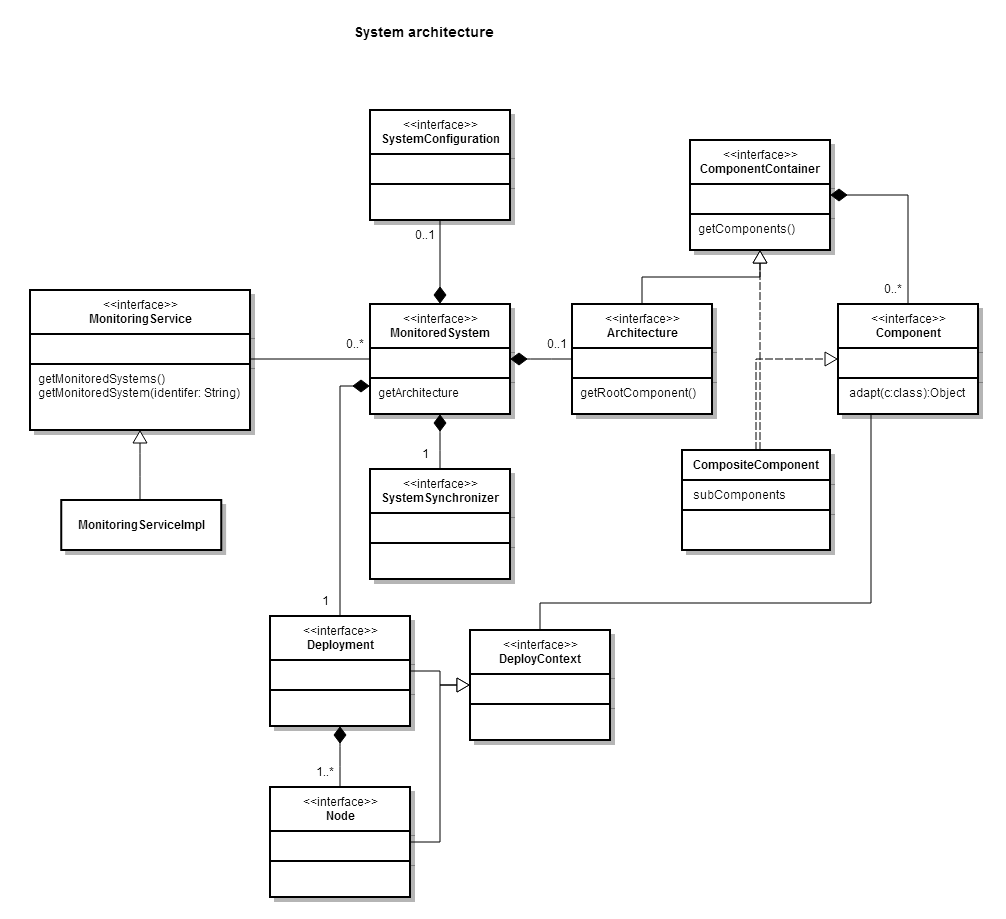 System architecture
<<interface>>
SystemConfiguration
0..1
<<interface>>
ComponentContainer
getComponents()
0..*
<<interface>>
MonitoringService
getMonitoredSystems()
getMonitoredSystem(identifer: String)
0..*
<<interface>>
MonitoredSystem
getArchitecture
0..1
<<interface>>
Architecture
getRootComponent()
<<interface>>
Component
adapt(c:class):Object
MonitoringServiceImpl
1
<<interface>>
SystemSynchronizer
CompositeComponent
subComponents
1
<<interface>>
Deployment
<<interface>>
DeployContext
1..*
<<interface>>
Node